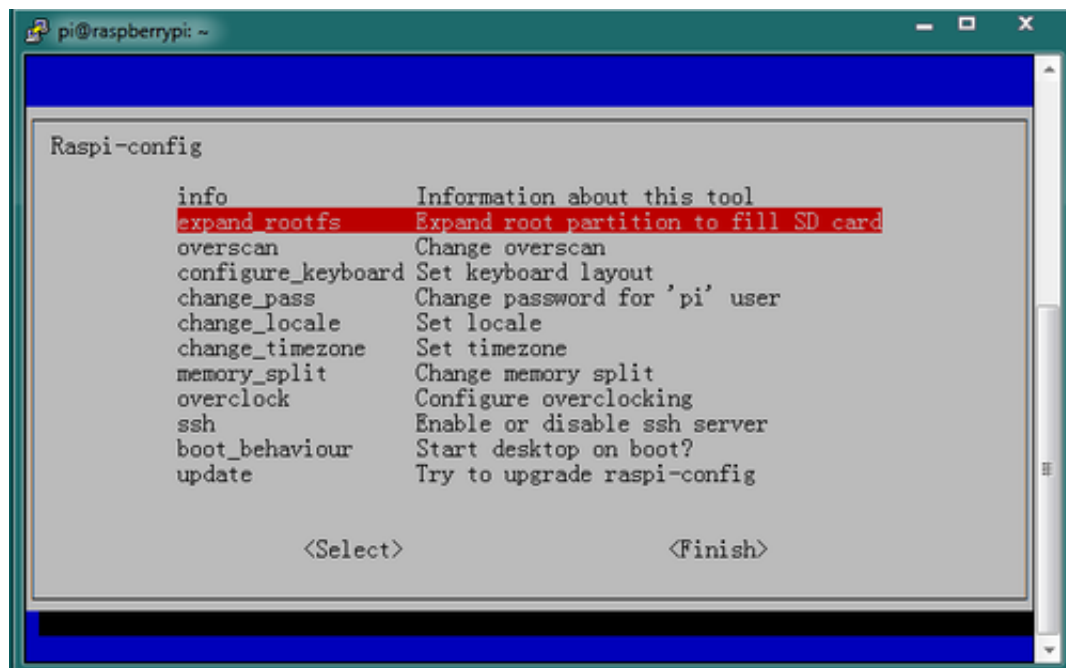 pi@raspberrypi: ~
Raspi-config
info Information about this tool
expand_rootfs Expand root partition to fill SD card
overscan Change overscan
configure_keyboard Set keyboard layout
change_pass Change password for 'pi' user
change_locale Set locale
change_timezone Set timezone
memory_split Change memory split
overclock Configure overclocking
ssh Enable or disable ssh server
boot_behaviour Start desktop on boot?
update Try to upgrade raspi-config
<Select> <Finish>